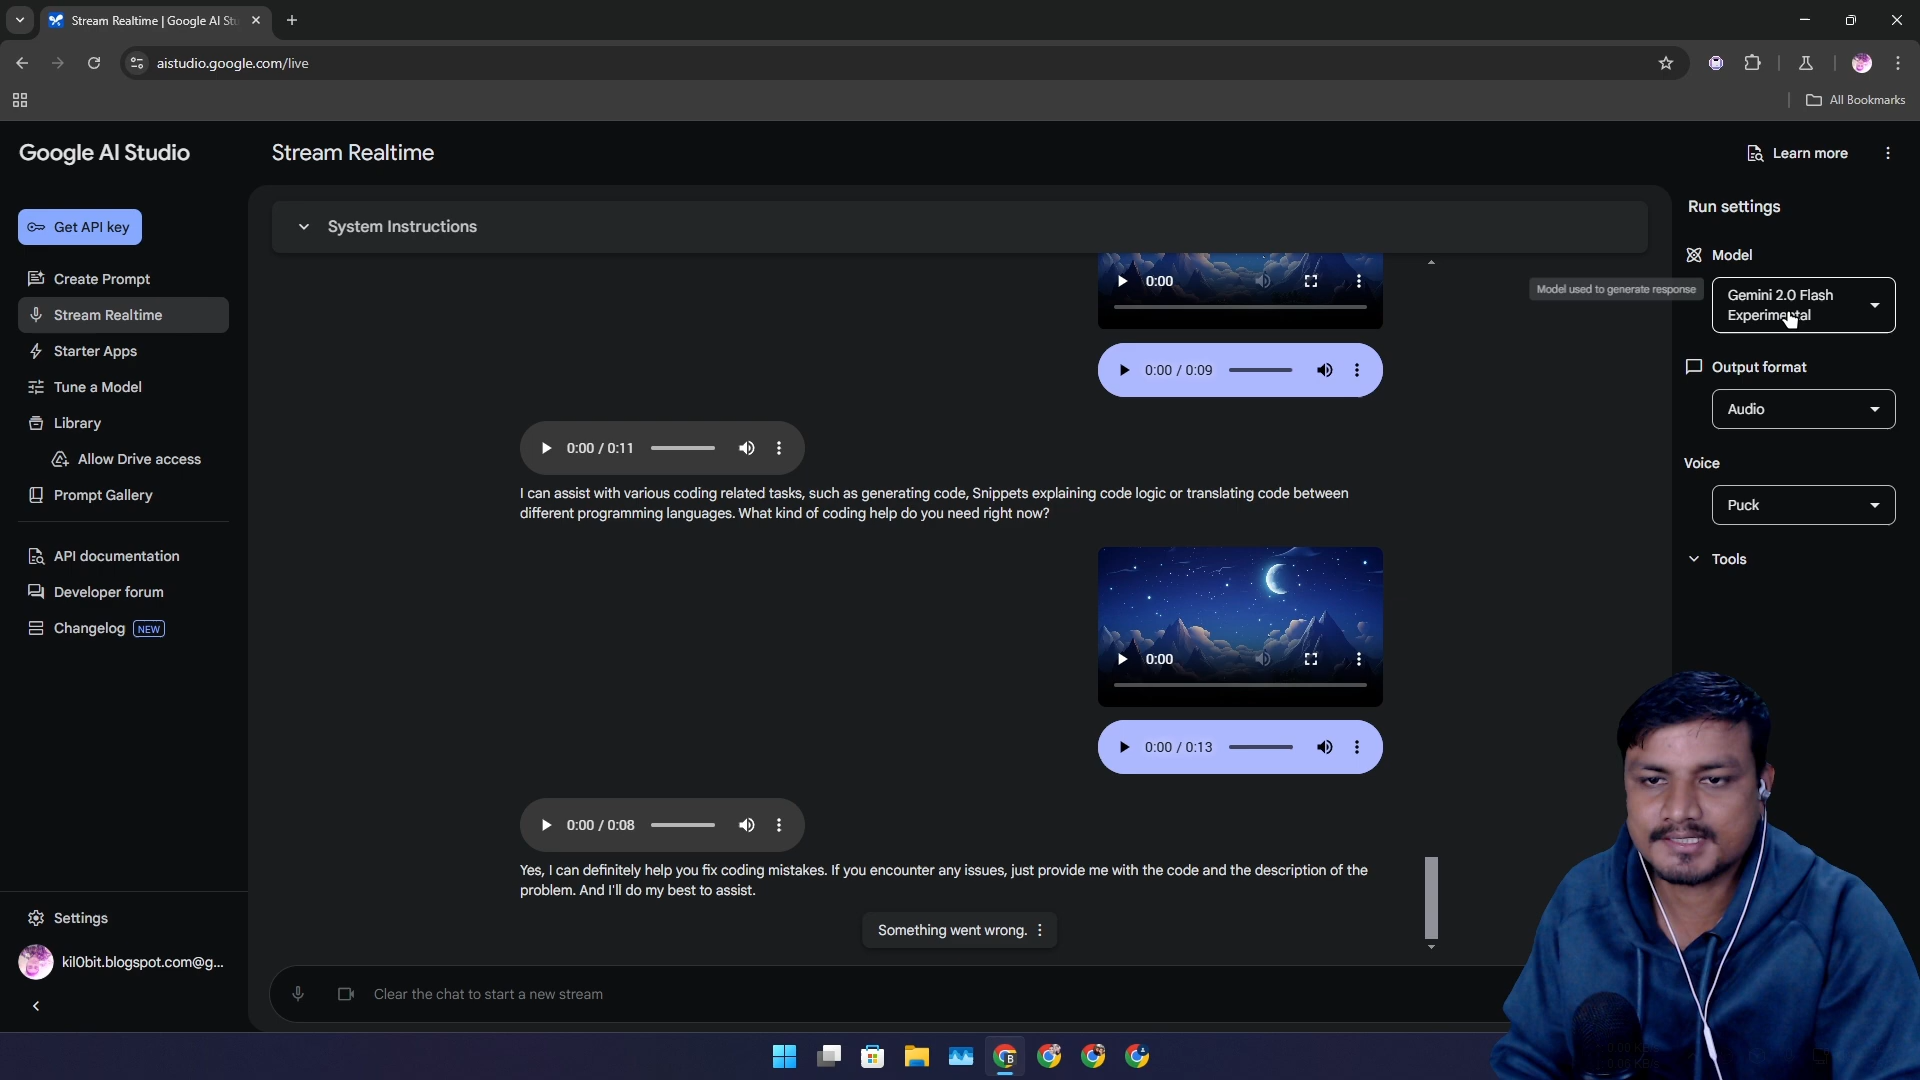 Stream Realtime | Google AI Stu
aistudio.google.com/live
All Bookmarks
Google AI Studio
Stream Realtime
Learn more
Get API key
Create Prompt
Stream Realtime
Starter Apps
Tune a Model
Library
Allow Drive access
Prompt Gallery
API documentation
Developer forum
Changelog NEW
Settings
kil0bit.blogspot.com@g...
System Instructions
0:00
0:00 / 0:09
0:00 / 0:11
I can assist with various coding related tasks, such as generating code, Snippets explaining code logic or translating code between
different programming languages. What kind of coding help do you need right now?
0:00
0:00 / 0:13
0:00 / 0:08
Yes, I can definitely help you fix coding mistakes. If you encounter any issues, just provide me with the code and the description of the
problem. And I'll do my best to assist.
Something went wrong.
Clear the chat to start a new stream
Run settings
Model
Model used to generate response
Gemini 2.0 Flash
Experimental
Output format
Audio
Voice
Puck
Tools